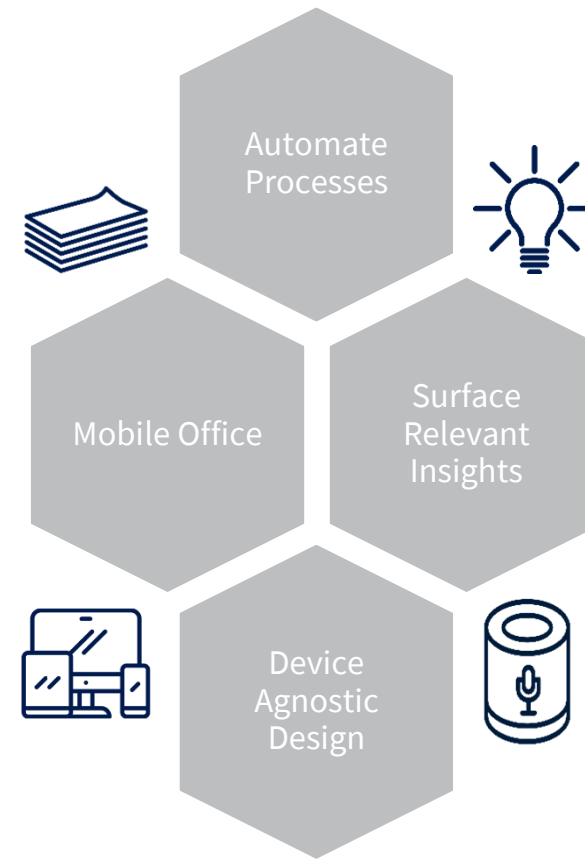 Automate
Processes
Mobile Office
Surface
Relevant
Insights
Device
Agnostic
Design